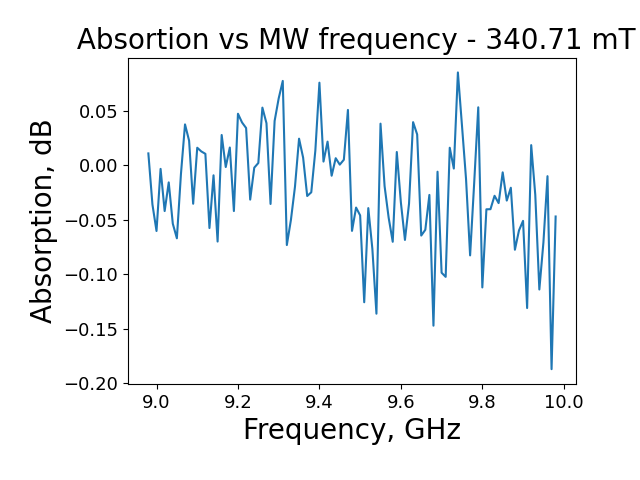 Absortion vs MW frequency - 340.71 mT
Absorption, dB
0.05
0.00
−0.05
−0.10
−0.15
−0.20
9.0 9.2 9.4 9.6 9.8 10.0
Frequency, GHz